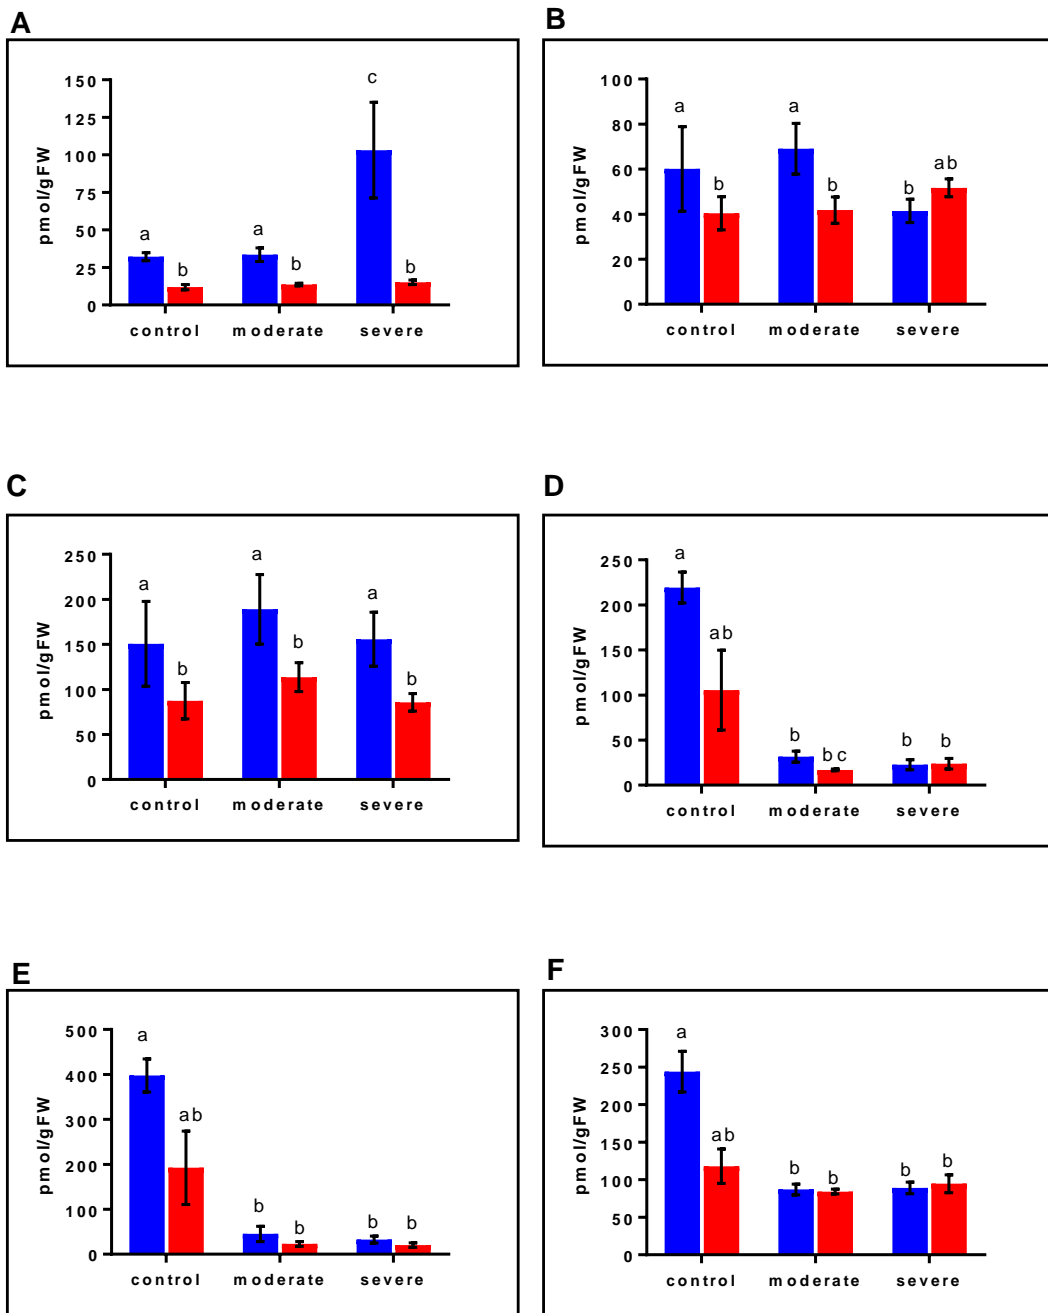 A
B
150
125
100
75
50
25
0
pmol/gFW
a
b
a
b
c
b
control moderate severe
100
80
60
40
20
0
pmol/gFW
a
b
a
b
b
ab
control moderate severe
C
D
250
200
150
100
50
0
pmol/gFW
a
b
a
b
a
b
control moderate severe
250
200
150
100
50
0
pmol/gFW
a
ab
b
bc
b
b
control moderate severe
E
F
500
400
300
200
100
0
pmol/gFW
a
ab
b
b
b
b
control moderate severe
300
250
200
150
100
50
0
pmol/gFW
a
ab
b
b
b
b
control moderate severe